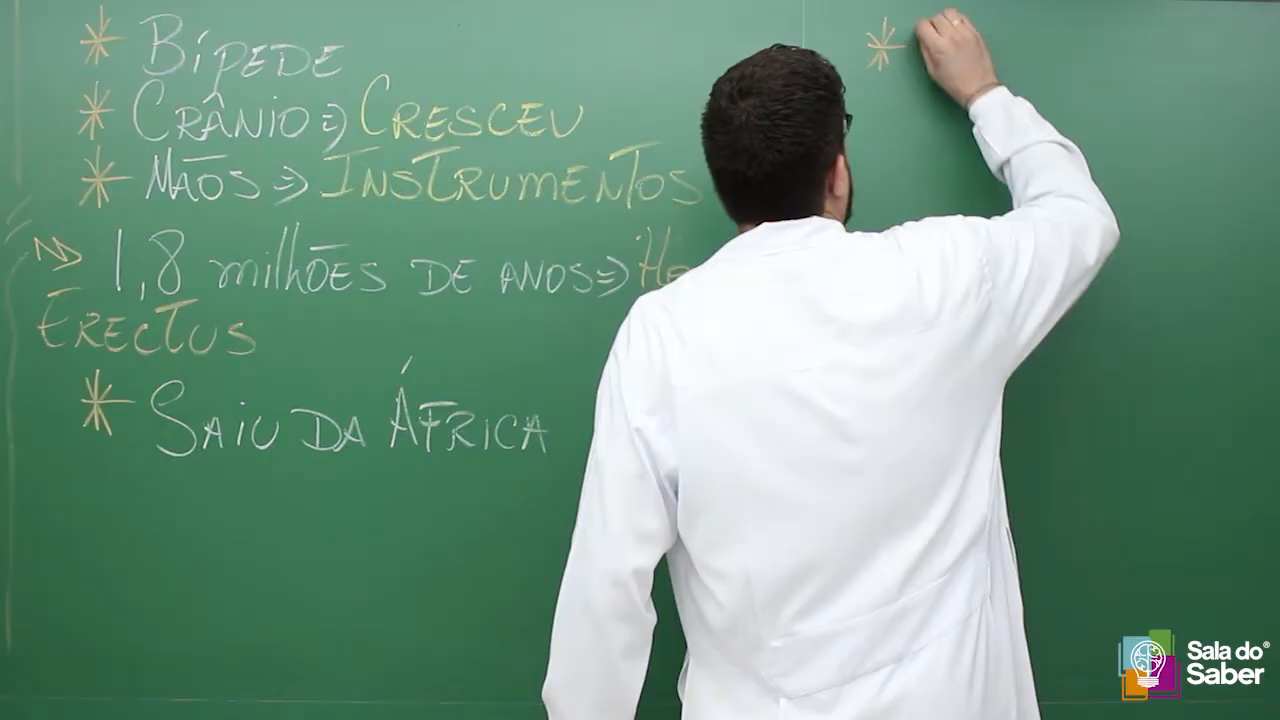 * Bípede
* Crânio ⇒ Cresceu
* Mãos ⇒ Instrumentos
1,8 milhões de anos ⇒
Erectus
* Saiu da África
*
Sala do®
Saber